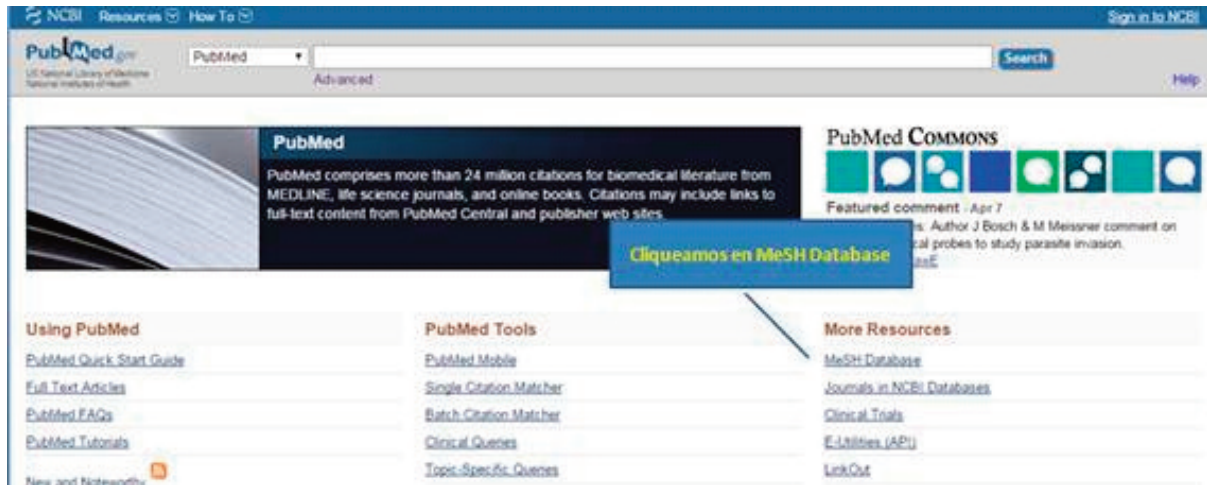 NCBI Resources How To Sign in to NCBI
PubMed.gov
US National Library of Medicine
National Institutes of Health
PubMed
Search
Advanced
Help
PubMed
PubMed comprises more than 24 million citations for biomedical literature from
MEDLINE, life science journals, and online books. Citations may include links to
full-text content from PubMed Central and publisher web sites.
PubMed COMMONS
Featured comment - Apr 7
Author J Bosch & M Meissner comment on
cal probes to study parasite invasion.
Cliqueamos en MeSH Database
Using PubMed
PubMed Quick Start Guide
Full Text Articles
PubMed FAQs
PubMed Tutorials
New and Noteworthy
PubMed Tools
PubMed Mobile
Single Citation Matcher
Batch Citation Matcher
Clinical Queries
Topic-Specific Queries
More Resources
MeSH Database
Journals in NCBI Databases
Clinical Trials
E-Utilities (API)
LinkOut